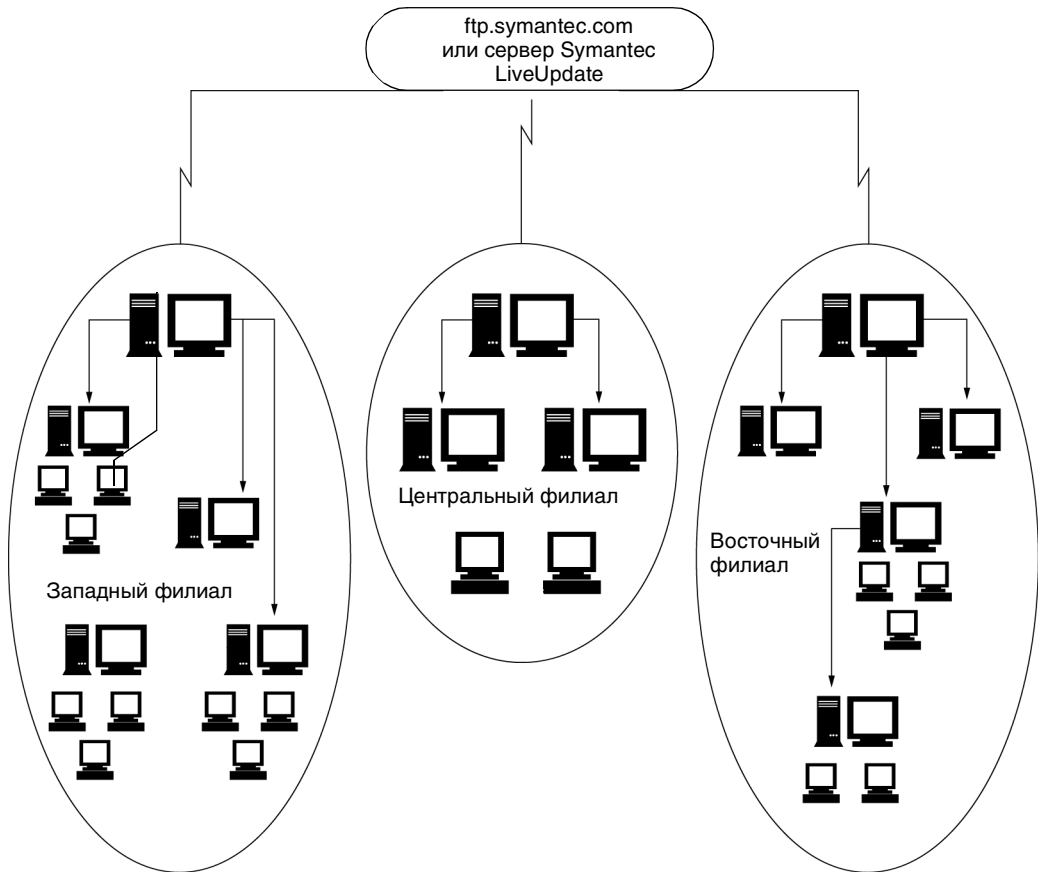 ftp.symantec.com
или сервер Symantec
LiveUpdate
Центральный филиал
Восточный
филиал
Западный филиал